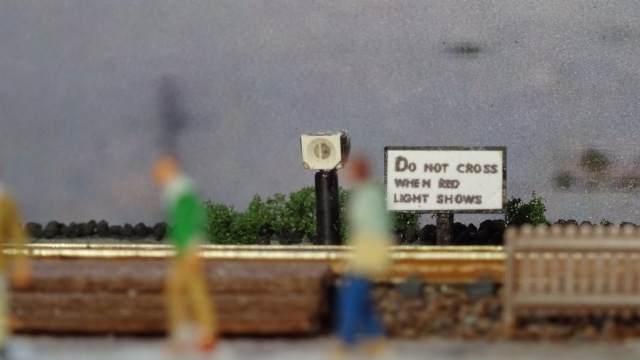 Do not cross
when red
light shows